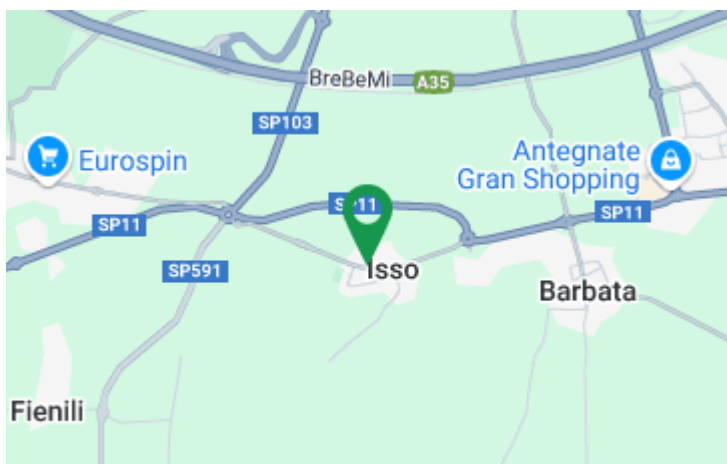 BreBeMi A35
SP103
Eurospin
Antegnate
Gran Shopping
SP11
SP11
SP11
SP591
Isso
Barbata
Fienili